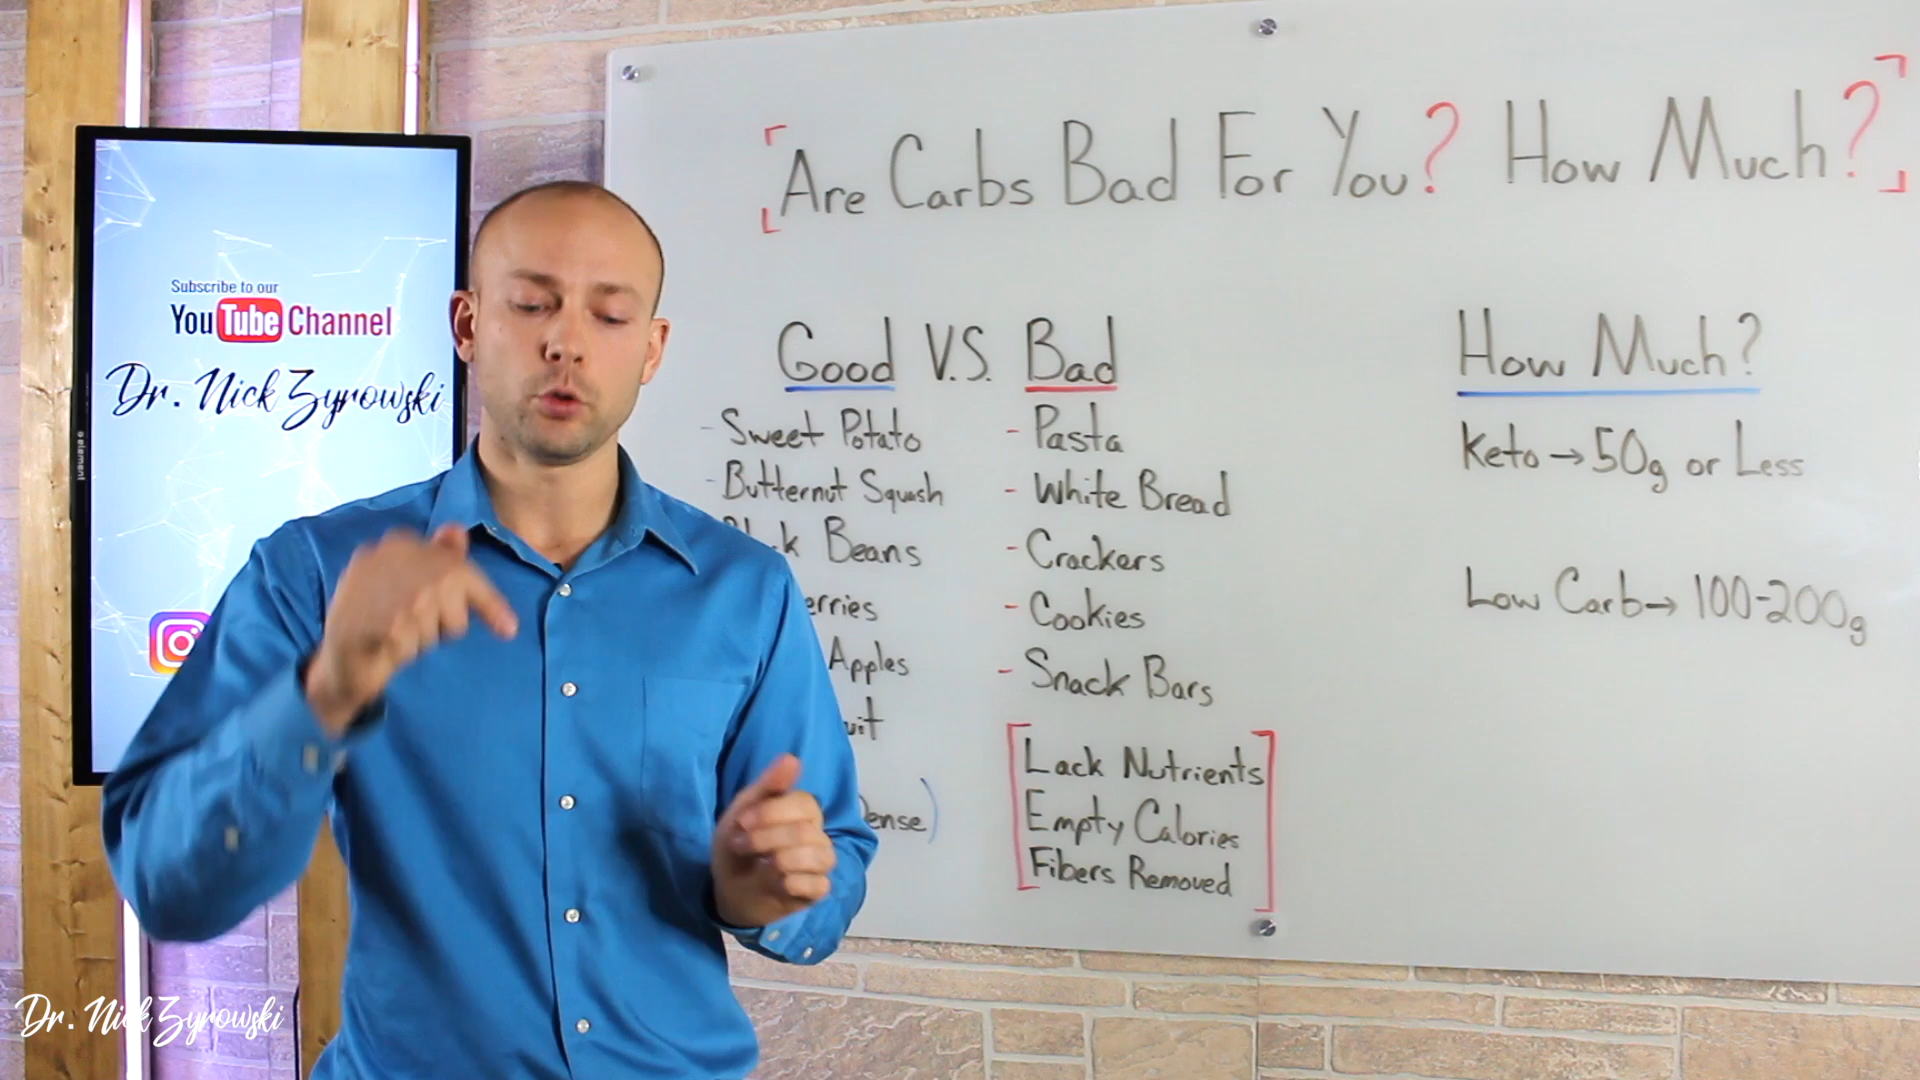 Are Carbs Bad For You? How Much?
Subscribe to our
YouTube Channel
Dr. Nick Zyrowski
element
Good V.S. Bad
- Sweet Potato
- Butternut Squash
Beans
Apples
- Pasta
- White Bread
- Crackers
- Cookies
- Snack Bars
Lack Nutrients
Empty Calories
Fibers Removed
How Much?
Keto → 50g or Less
Low Carb → 100-200g
Dr. Nick Zyrowski